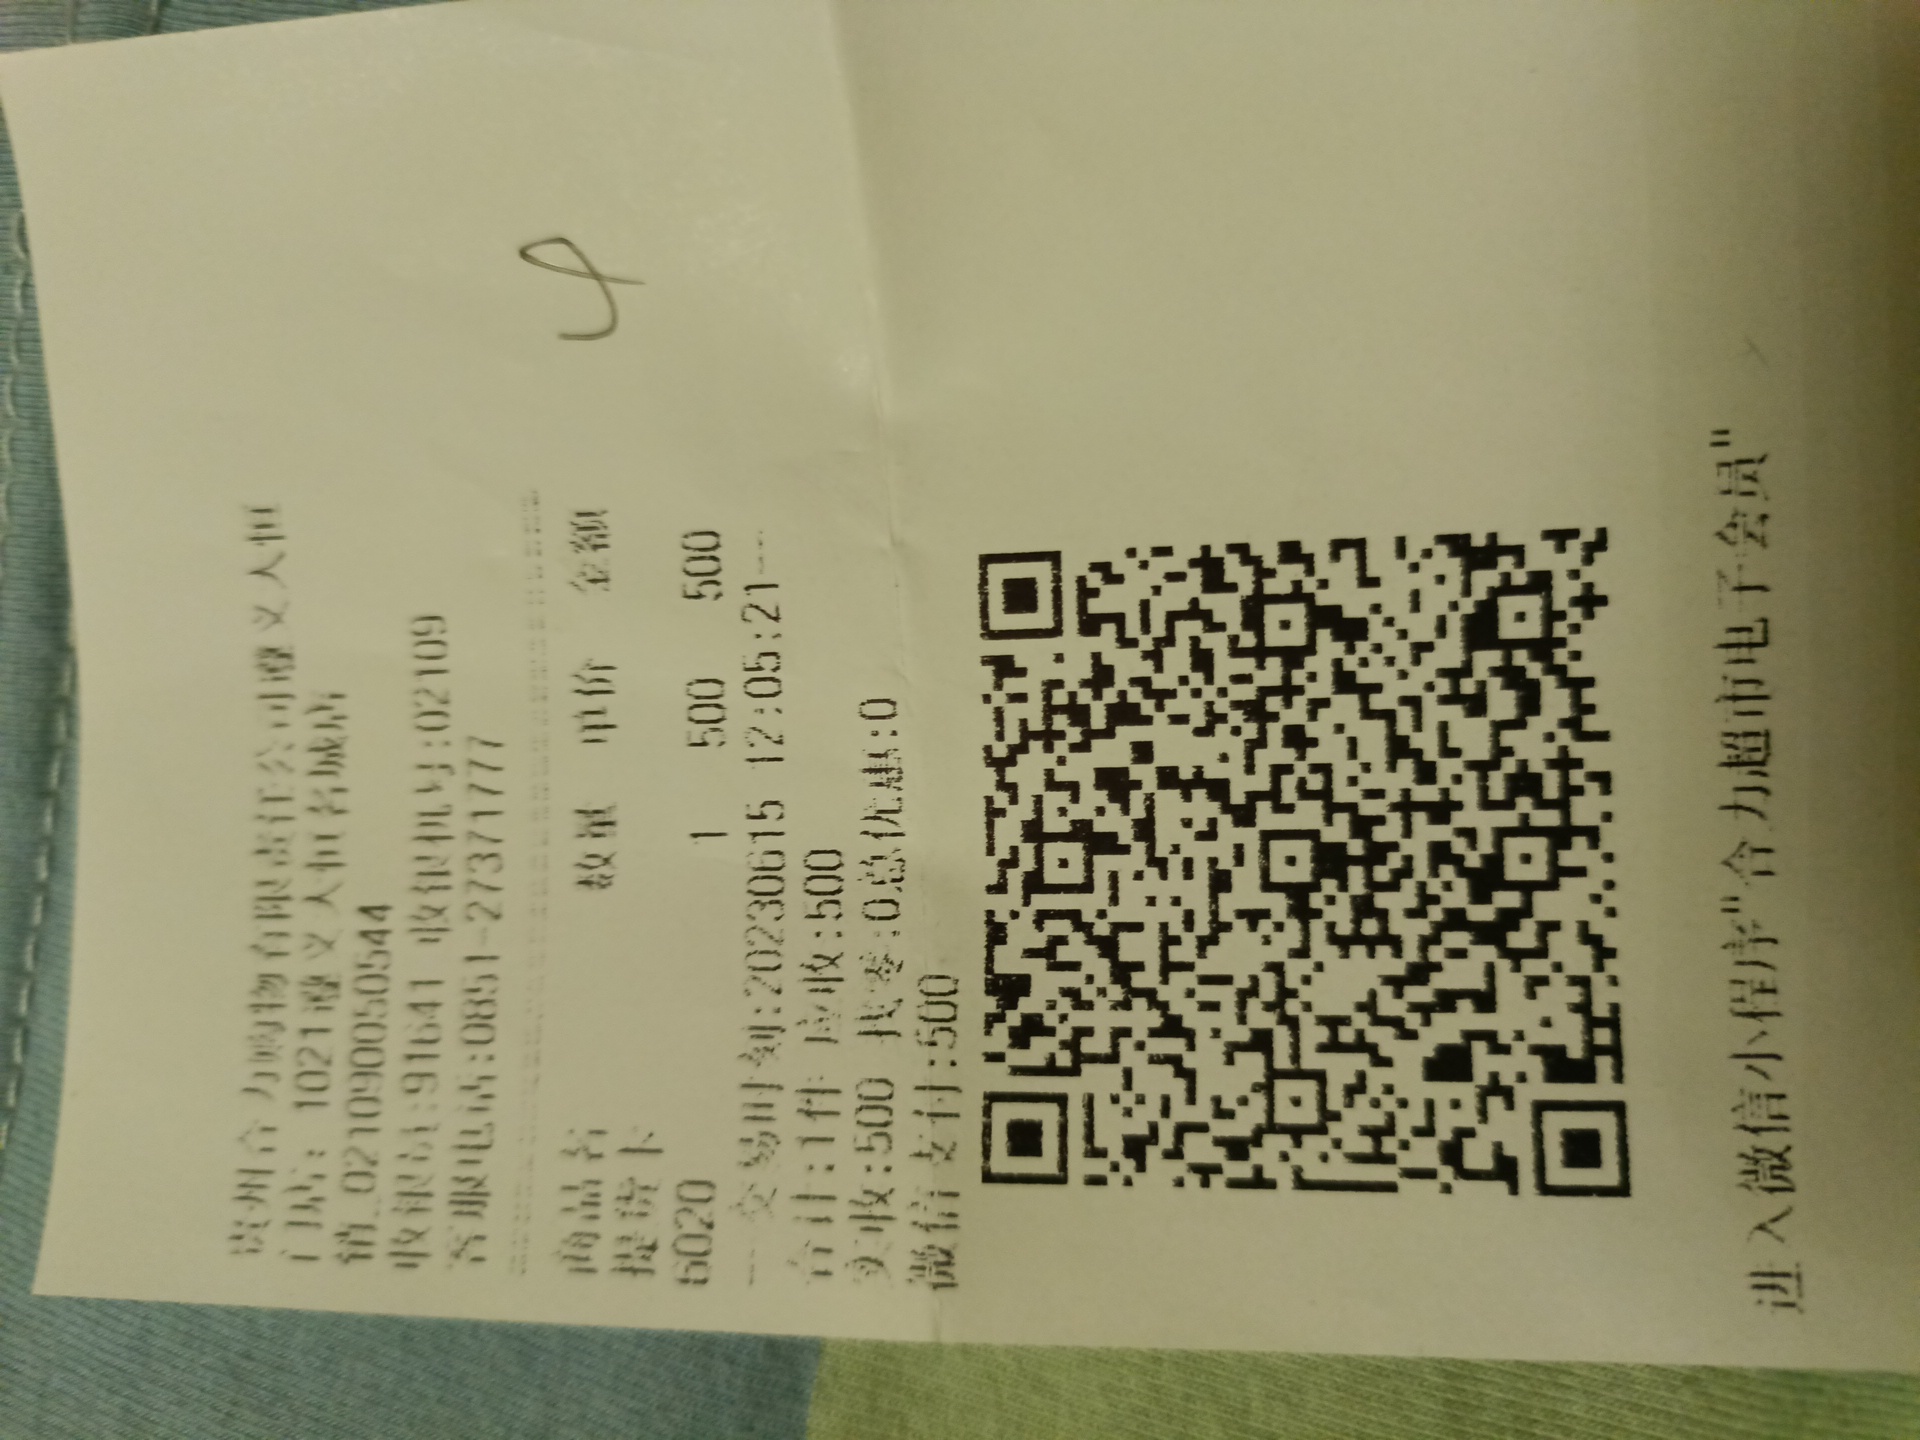 贵州合力购物有限责任公司遵义大恒
门店: 1021遵义大恒名城店
销_021090050544
收银员:91641 收银机号:02109
客服电话:0851-27371777
商品名 数量 单价 金额
提货卡
6020 1 500 500
---交易时刻:20230615 12:05:21---
合计:1件 应收:500
实收:500 找零:0总优惠:0
微信支付:500
进入微信小程序"合力超市电子会员"